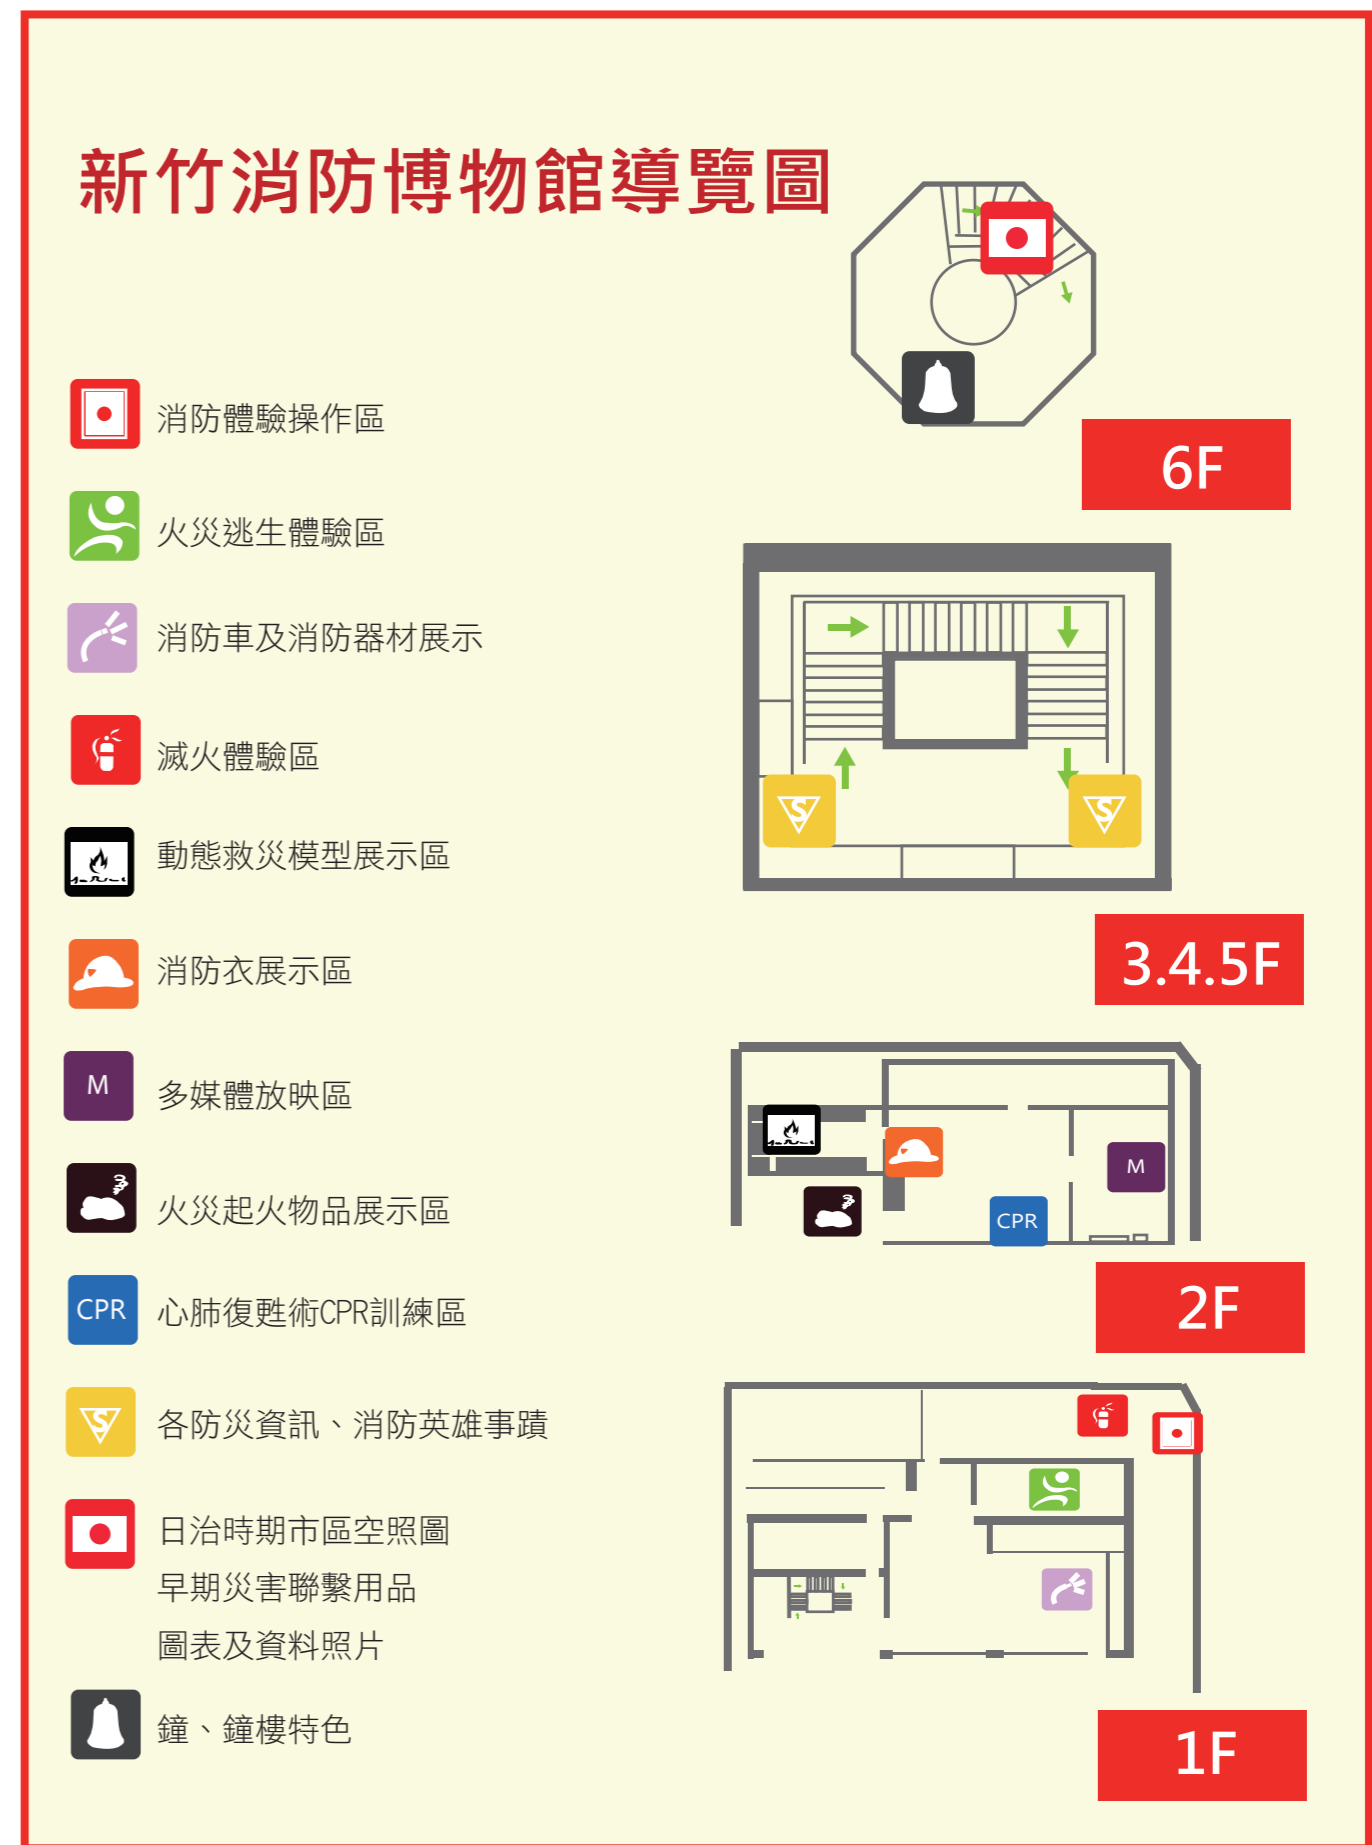 新竹消防博物館導覽圖
消防體驗操作區
火災逃生體驗區
消防車及消防器材展示
滅火體驗區
動態救災模型展示區
消防衣展示區
M
多媒體放映區
火災起火物品展示區
CPR
心肺復甦術CPR訓練區
S
各防災資訊、消防英雄事蹟
日治時期市區空照圖
早期災害聯繫用品
圖表及資料照片
鐘、鐘樓特色
6F
S
S
3.4.5F
M
CPR
2F
1F